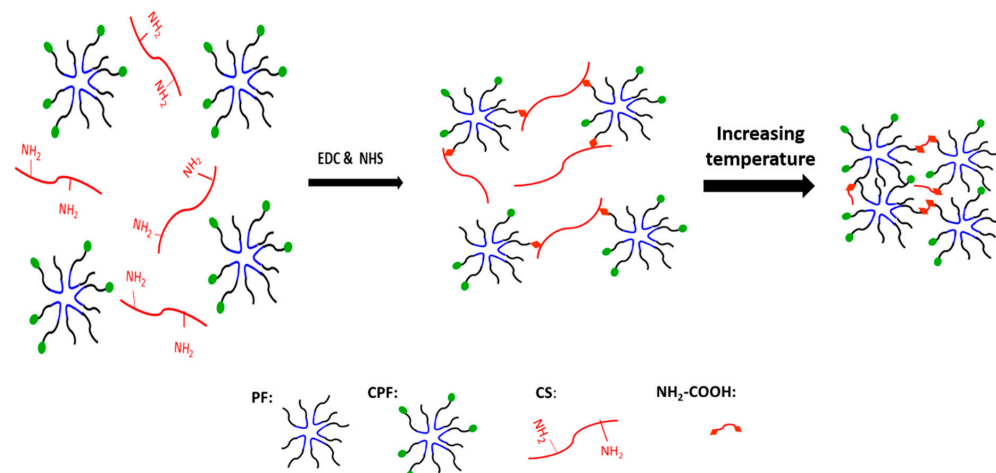 NH2
NH2
NH2
NH2
NH2
NH2
NH2
NH2
EDC & NHS
Increasing
temperature
PF:
CPF:
CS:
NH2-COOH:
NH2
NH2